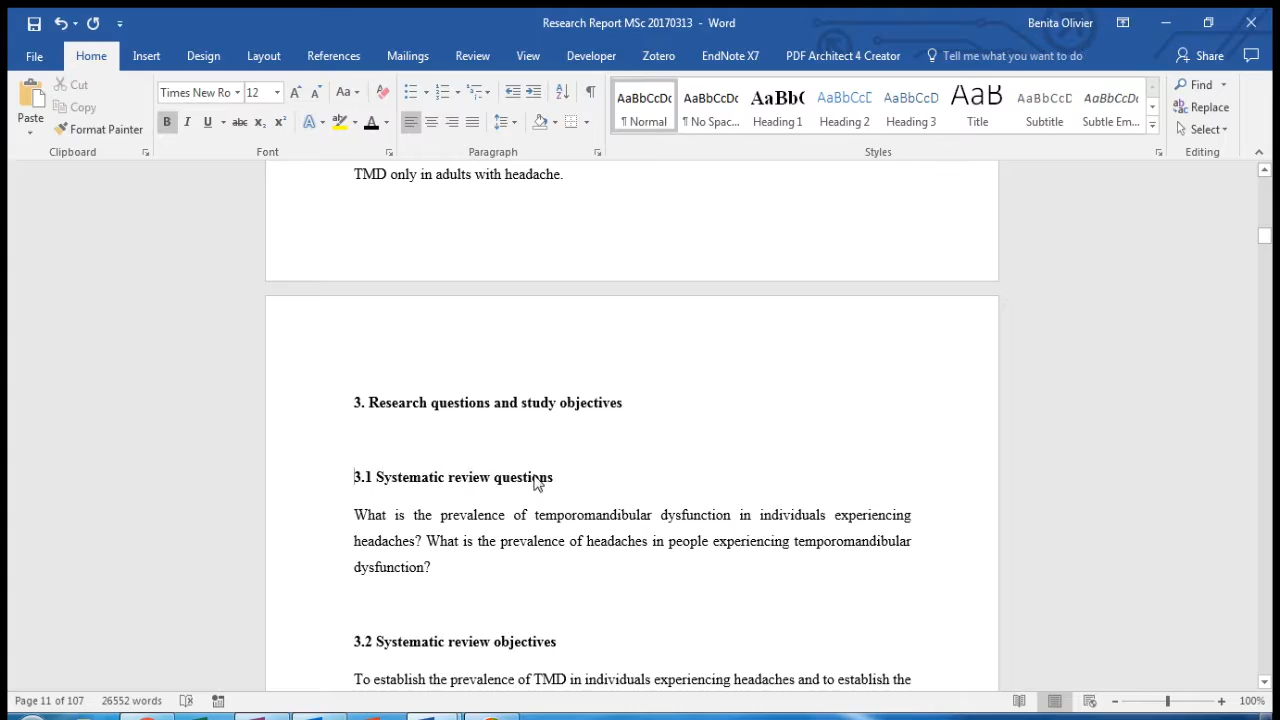 Research Report MSc 20170313 - Word
Benita Olivier
File Home Insert Design Layout References Mailings Review View Developer Zotero EndNote X7 PDF Architect 4 Creator Tell me what you want to do Share
Paste
Cut
Copy
Format Painter
Clipboard
Times New Ro 12
Aa
B I U abc x₂ x²
A A
Font
Paragraph
AaBbCcDc AaBbCcDc AaBb( AaBbCcD AaBbCcDc AaB AaBbCcD AaBbCcDc
¶ Normal ¶ No Spac... Heading 1 Heading 2 Heading 3 Title Subtitle Subtle Em...
Styles
Find
Replace
Select
Editing
TMD only in adults with headache.
3. Research questions and study objectives
3.1 Systematic review questions
What is the prevalence of temporomandibular dysfunction in individuals experiencing
headaches? What is the prevalence of headaches in people experiencing temporomandibular
dysfunction?
3.2 Systematic review objectives
To establish the prevalence of TMD in individuals experiencing headaches and to establish the
Page 11 of 107 26552 words
100%